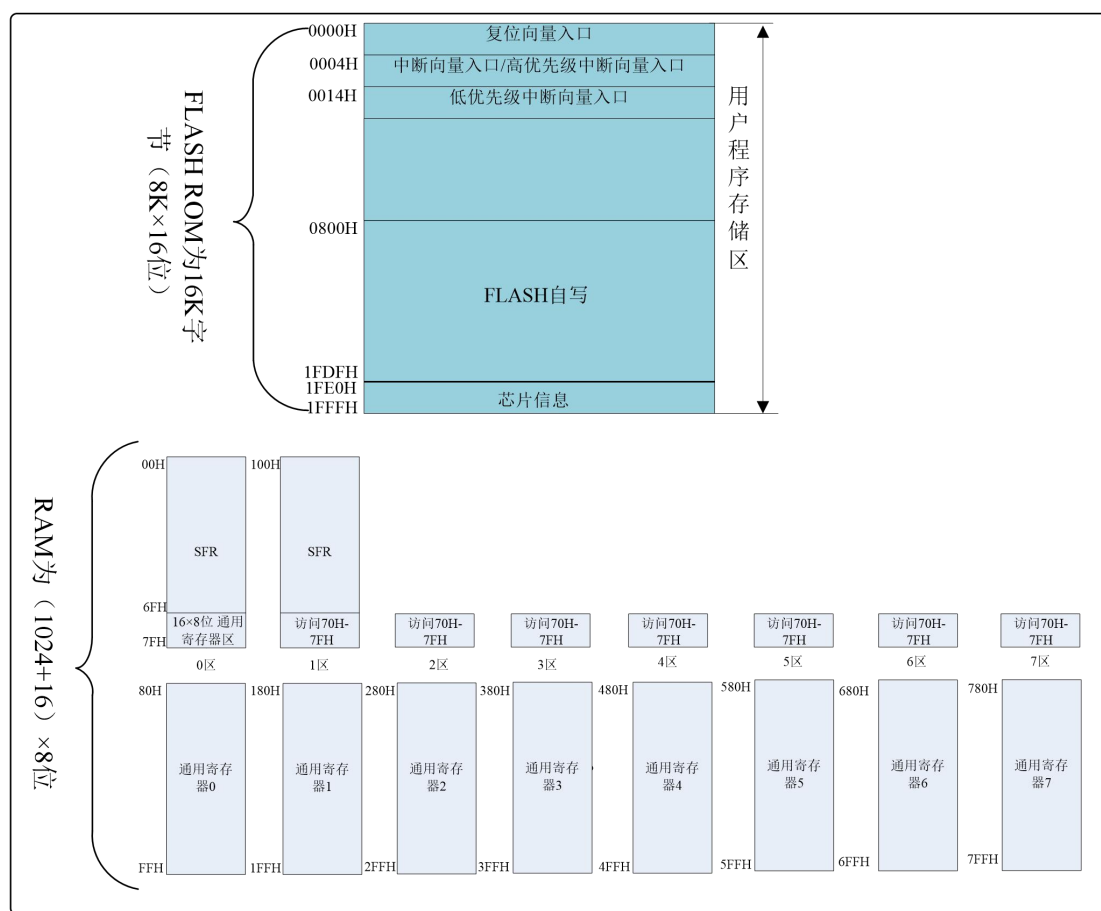 0000H
复位向量入口
0004H
中断向量入口/高优先级中断向量入口
0014H
低优先级中断向量入口
0800H
FLASH自写
1FDFH
1FE0H
芯片信息
1FFFH
用户程序存储区
FLASH ROM为16K字
节（8K×16位）
RAM为（1024+16）×8位
00H
SFR
6FH
16×8位 通用
寄存器区
7FH
0区
100H
SFR
访问70H-
7FH
1区
访问70H-
7FH
2区
访问70H-
7FH
3区
访问70H-
7FH
4区
访问70H-
7FH
5区
访问70H-
7FH
6区
访问70H-
7FH
7区
80H
通用寄存
器0
FFH
180H
通用寄存
器1
1FFH
280H
通用寄存
器2
2FFH
380H
通用寄存
器3
3FFH
480H
通用寄存
器4
4FFH
580H
通用寄存
器5
5FFH
680H
通用寄存
器6
6FFH
780H
通用寄存
器7
7FFH